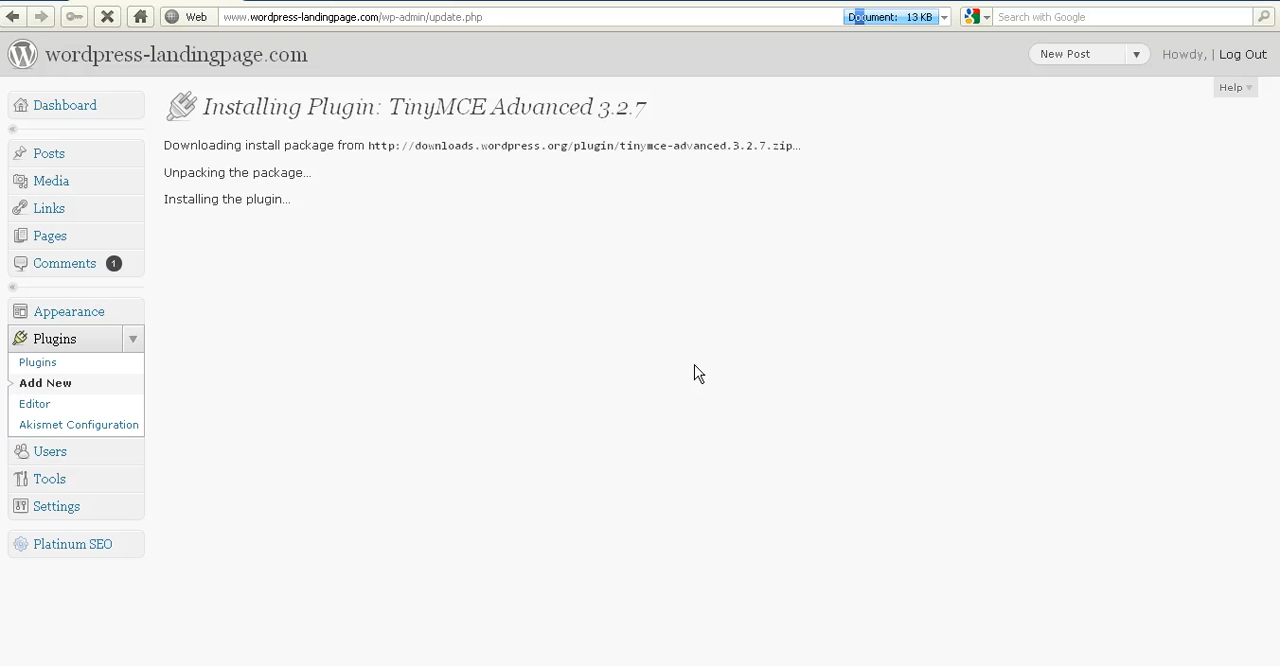 Web
www.wordpress-landingpage.com/wp-admin/update.php
Document: 13 KB
Search with Google
wordpress-landingpage.com
New Post
Howdy, | Log Out
Help
Dashboard
Posts
Media
Links
Pages
Comments 1
Appearance
Plugins
Plugins
Add New
Editor
Akismet Configuration
Users
Tools
Settings
Platinum SEO
Installing Plugin: TinyMCE Advanced 3.2.7
Downloading install package from http://downloads.wordpress.org/plugin/tinymce-advanced.3.2.7.zip…
Unpacking the package…
Installing the plugin…